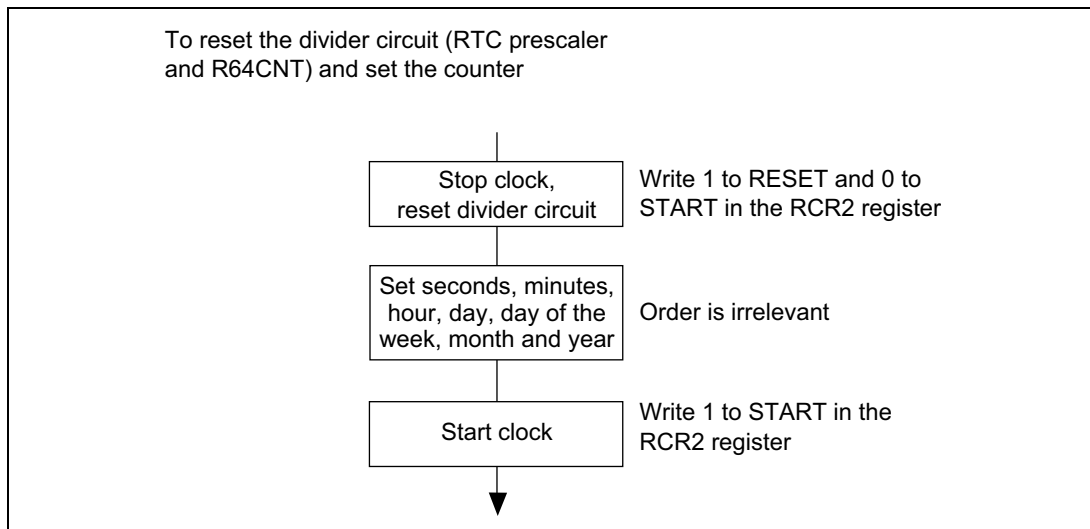 To reset the divider circuit (RTC prescaler
and R64CNT) and set the counter
Stop clock,
reset divider circuit
Write 1 to RESET and 0 to
START in the RCR2 register
Set seconds, minutes,
hour, day, day of the
week, month and year
Order is irrelevant
Start clock
Write 1 to START in the
RCR2 register